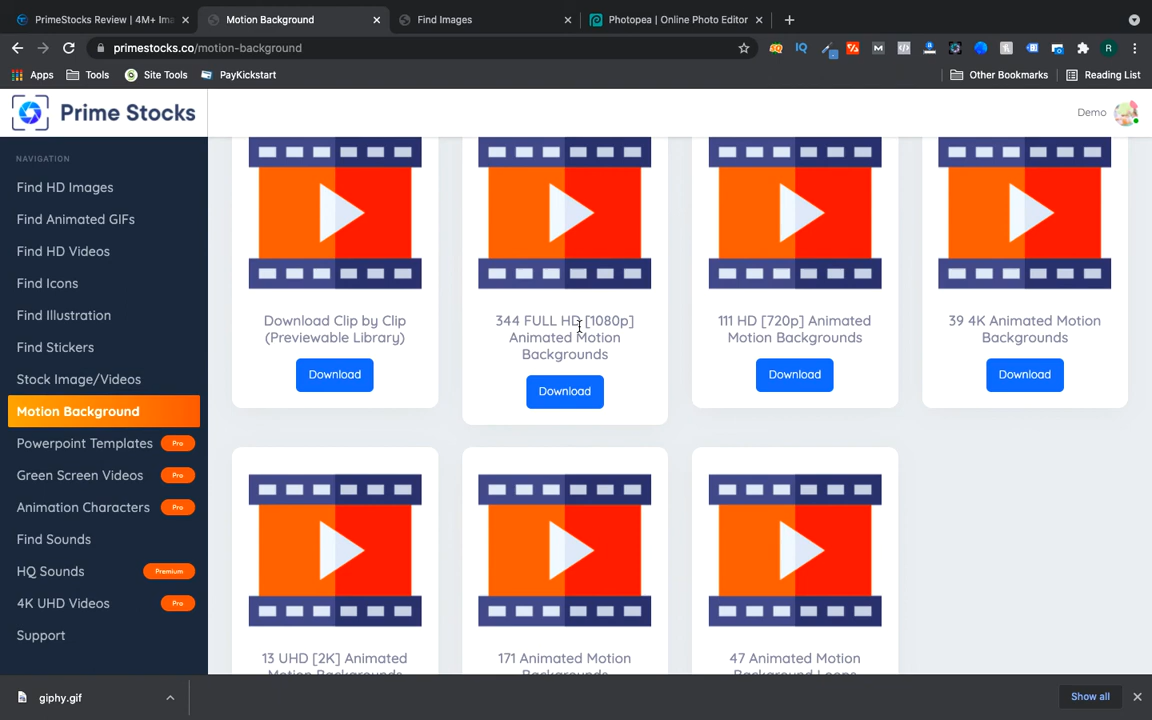 PrimeStocks Review | 4M+ Ima
Motion Background
Find Images
Photopea | Online Photo Editor
primestocks.co/motion-background
Apps
Tools
Site Tools
PayKickstart
Other Bookmarks
Reading List
Prime Stocks
Demo
NAVIGATION
Find HD Images
Find Animated GIFs
Find HD Videos
Find Icons
Find Illustration
Find Stickers
Stock Image/Videos
Motion Background
Powerpoint Templates Pro
Green Screen Videos Pro
Animation Characters Pro
Find Sounds
HQ Sounds Premium
4K UHD Videos Pro
Support
Download Clip by Clip
(Previewable Library)
Download
344 FULL HD [1080p]
Animated Motion
Backgrounds
Download
111 HD [720p] Animated
Motion Backgrounds
Download
39 4K Animated Motion
Backgrounds
Download
13 UHD [2K] Animated
Motion Backgrounds
171 Animated Motion
Backgrounds
47 Animated Motion
Background Loops
giphy.gif
Show all